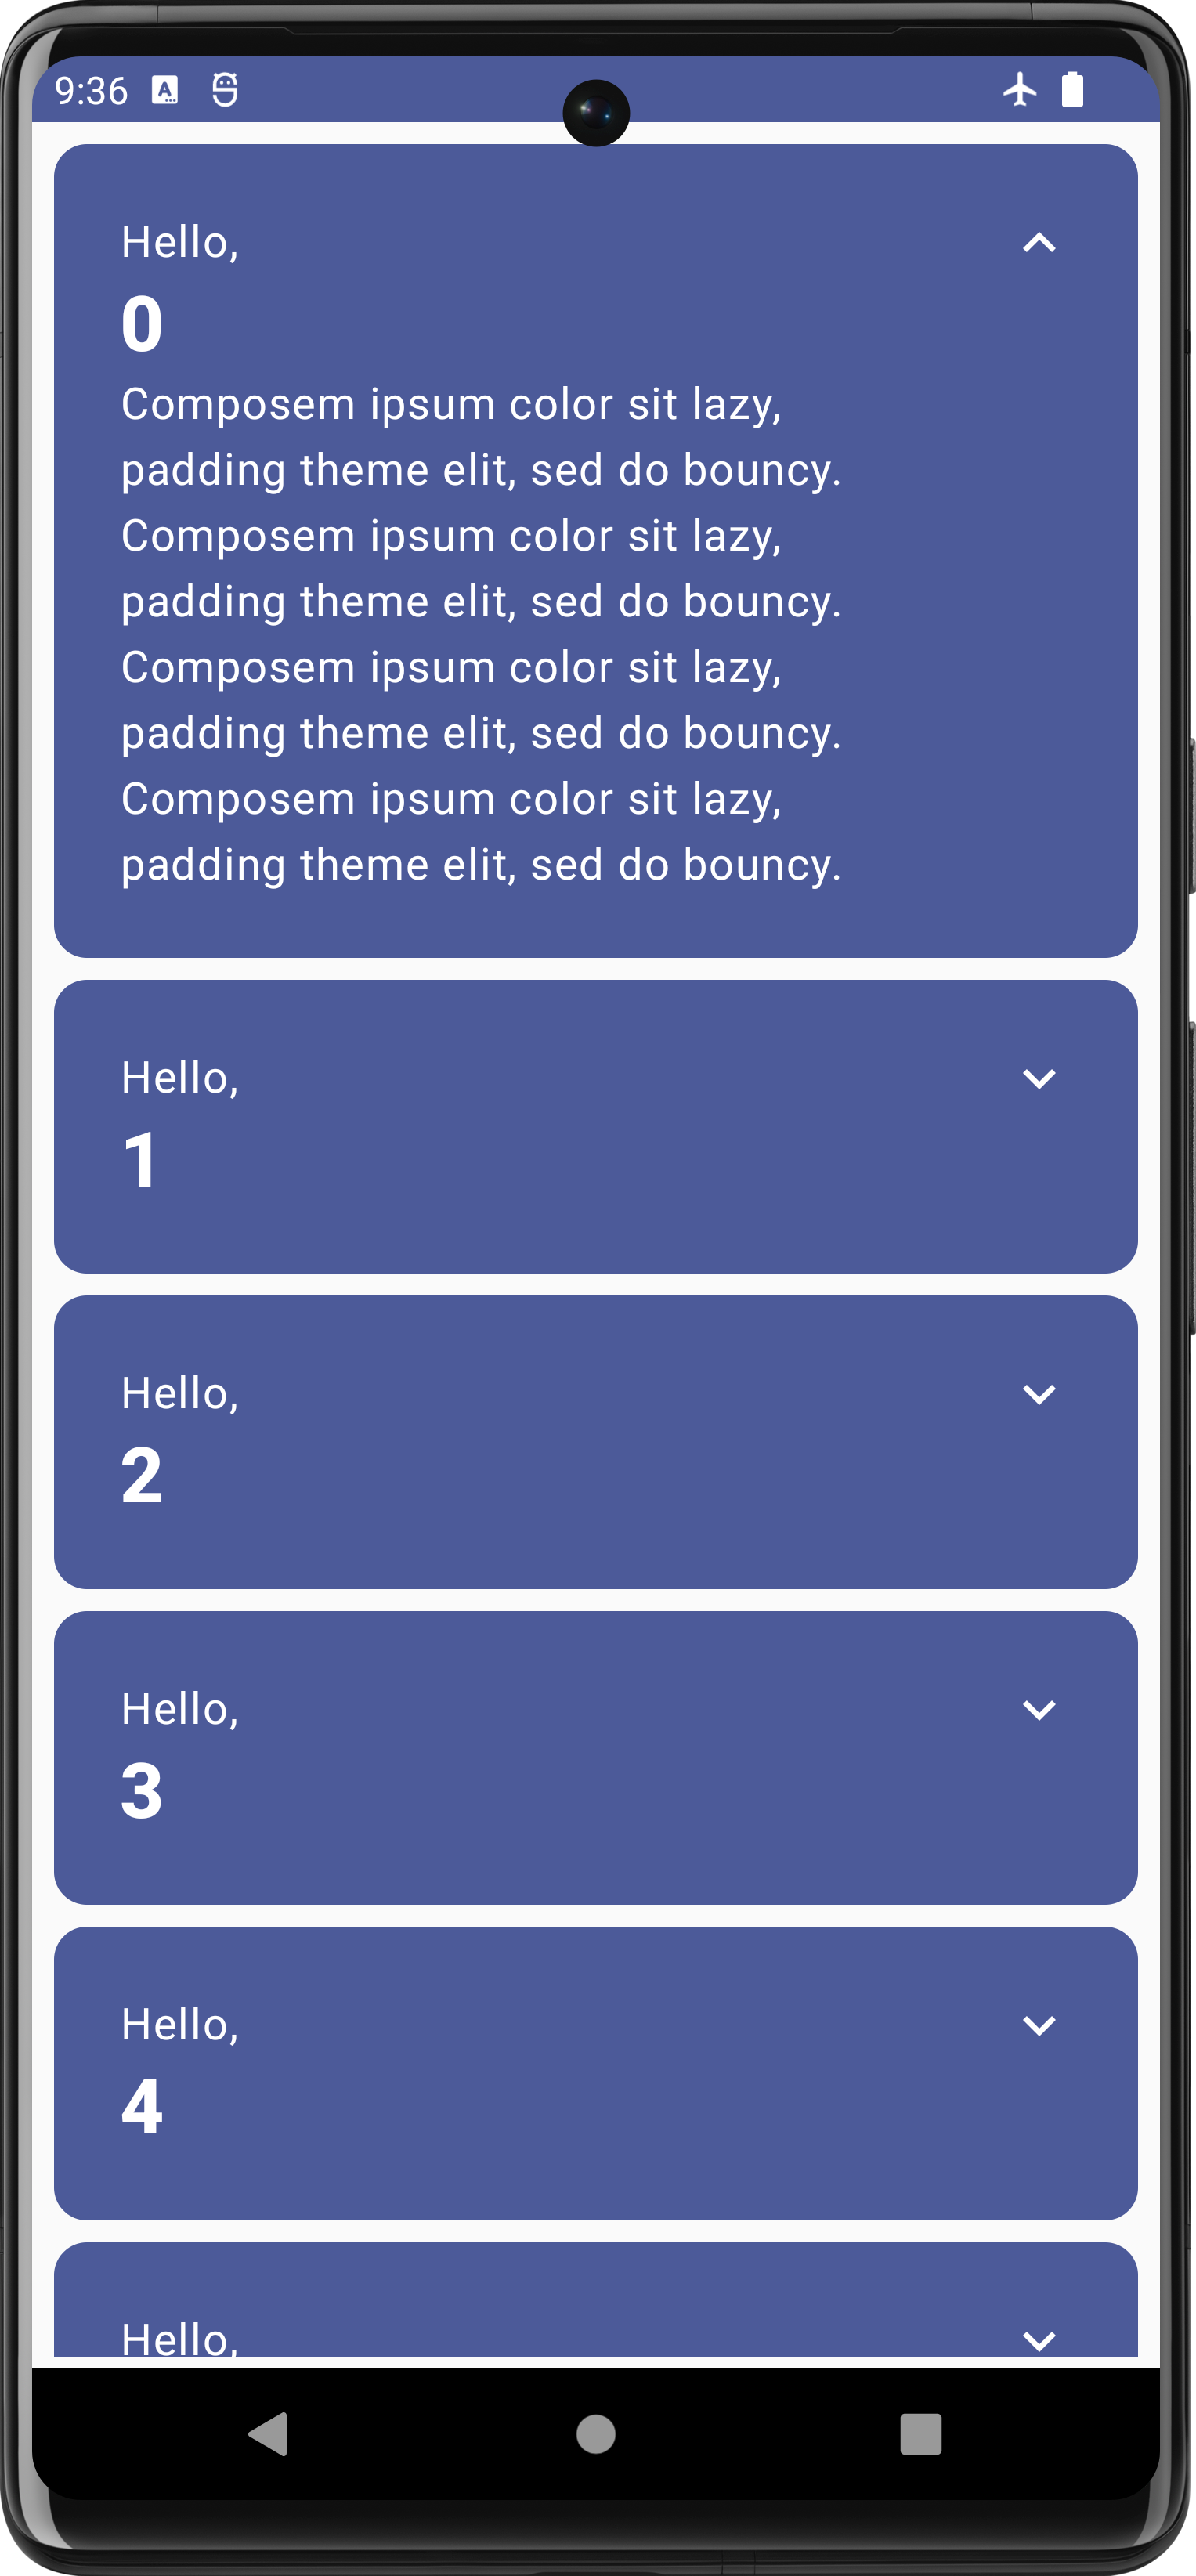 9:36
Hello,
0
Composem ipsum color sit lazy,
padding theme elit, sed do bouncy.
Composem ipsum color sit lazy,
padding theme elit, sed do bouncy.
Composem ipsum color sit lazy,
padding theme elit, sed do bouncy.
Composem ipsum color sit lazy,
padding theme elit, sed do bouncy.
Hello,
1
Hello,
2
Hello,
3
Hello,
4
Hello,